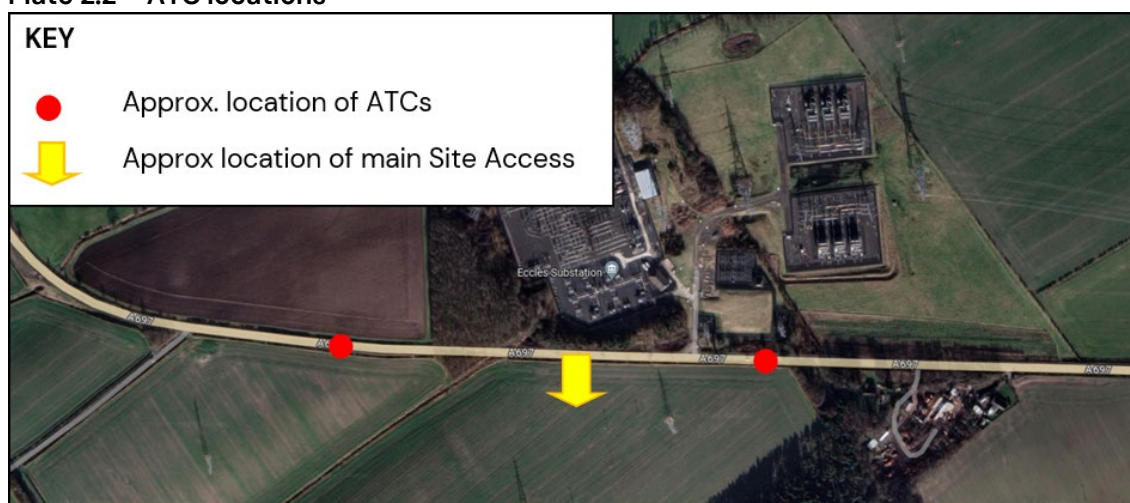 Plate 2.2 – ATC locations
KEY
Approx. location of ATCs
Approx location of main Site Access
Eccles Substation
A697
A697
A697
A697
A697